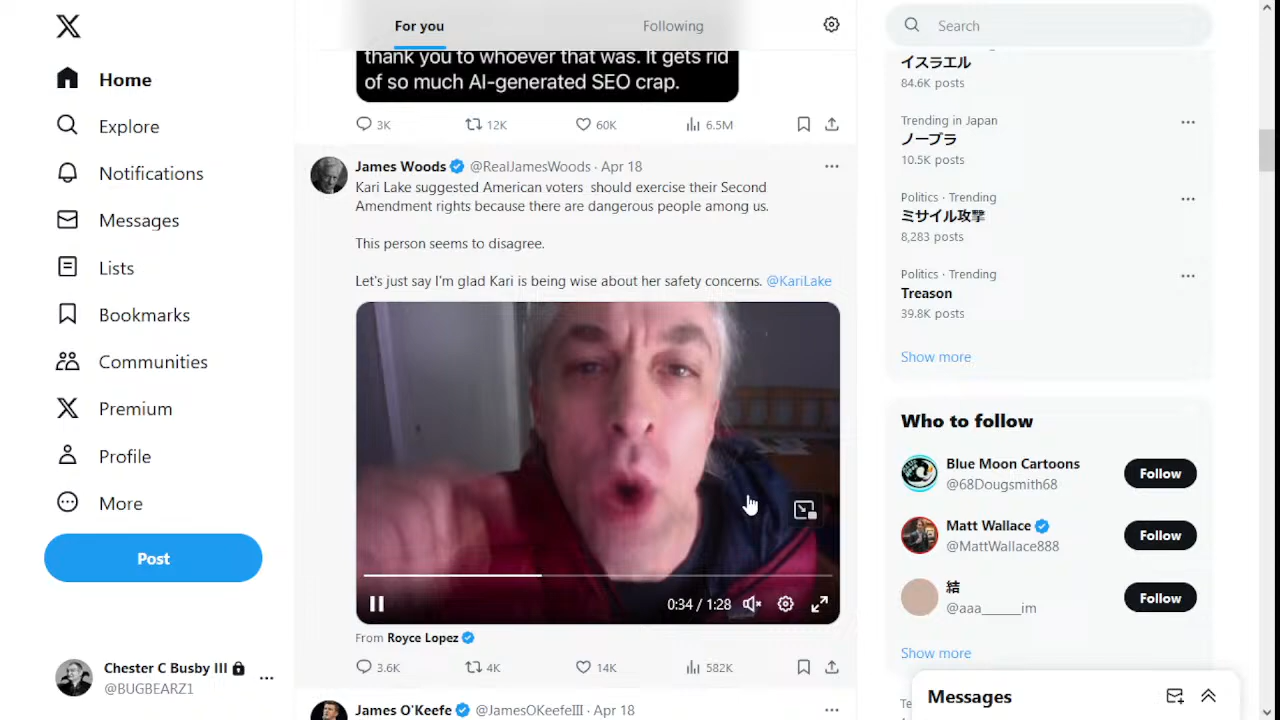 For you
Following
Search
thank you to whoever that was. It gets rid
of so much AI-generated SEO crap.
3K
12K
60K
6.5M
Home
Explore
Notifications
Messages
Lists
Bookmarks
Communities
Premium
Profile
More
Post
Chester C Busby III
@BUGBEARZ1
James Woods @RealJamesWoods · Apr 18
Kari Lake suggested American voters should exercise their Second
Amendment rights because there are dangerous people among us.
This person seems to disagree.
Let's just say I'm glad Kari is being wise about her safety concerns. @KariLake
0:34 / 1:28
From Royce Lopez
3.6K
4K
14K
582K
James O'Keefe @JamesOKeefeIII · Apr 18
イスラエル
84.6K posts
Trending in Japan
ノープラ
10.5K posts
Politics · Trending
ミサイル攻撃
8,283 posts
Politics · Trending
Treason
39.8K posts
Show more
Who to follow
Blue Moon Cartoons
@68Dougsmith68
Follow
Matt Wallace
@MattWallace888
Follow
結
@aaa______im
Follow
Show more
Messages